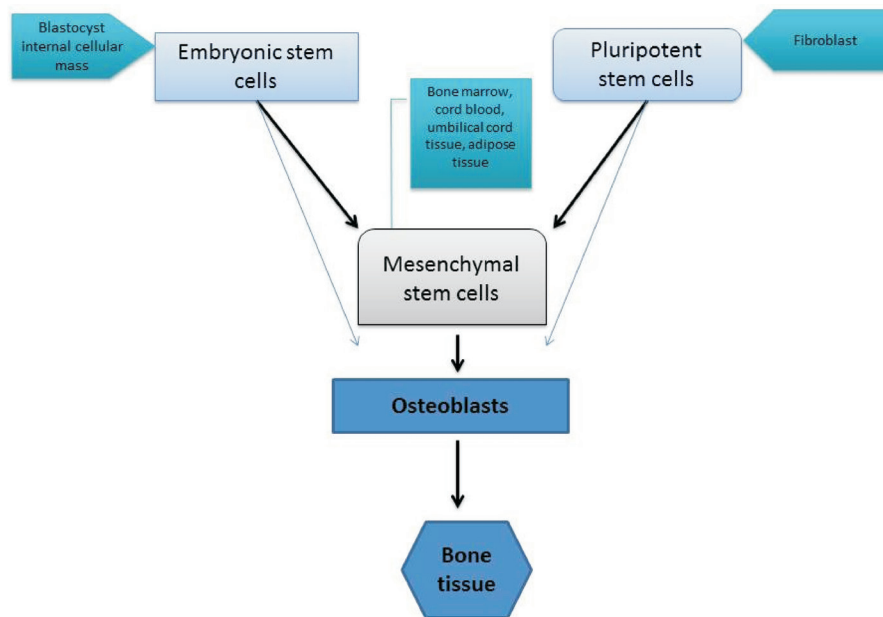 Blastocyst
internal cellular
mass
Embryonic stem
cells
Pluripotent
stem cells
Fibroblast
Bone marrow,
cord blood,
umbilical cord
tissue, adipose
tissue
Mesenchymal
stem cells
Osteoblasts
Bone
tissue